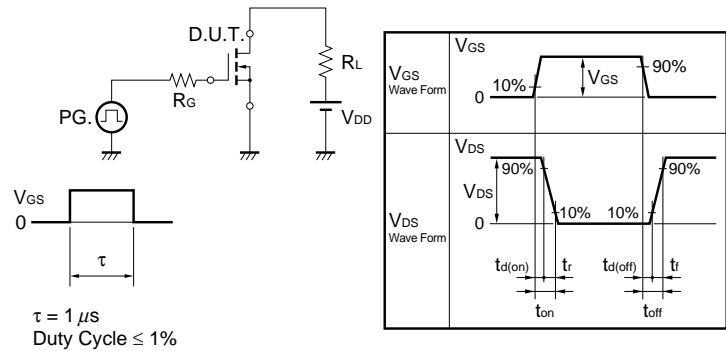 D.U.T.
RG
PG.
RL
VDD
VGS
0
τ
τ = 1 μs
Duty Cycle ≤ 1%
VGS
Wave Form
VGS
10%
0
VGS
90%
VDS
Wave Form
VDS
90%
VDS
0
10%
10%
90%
td(on)
tr
td(off)
tf
ton
toff